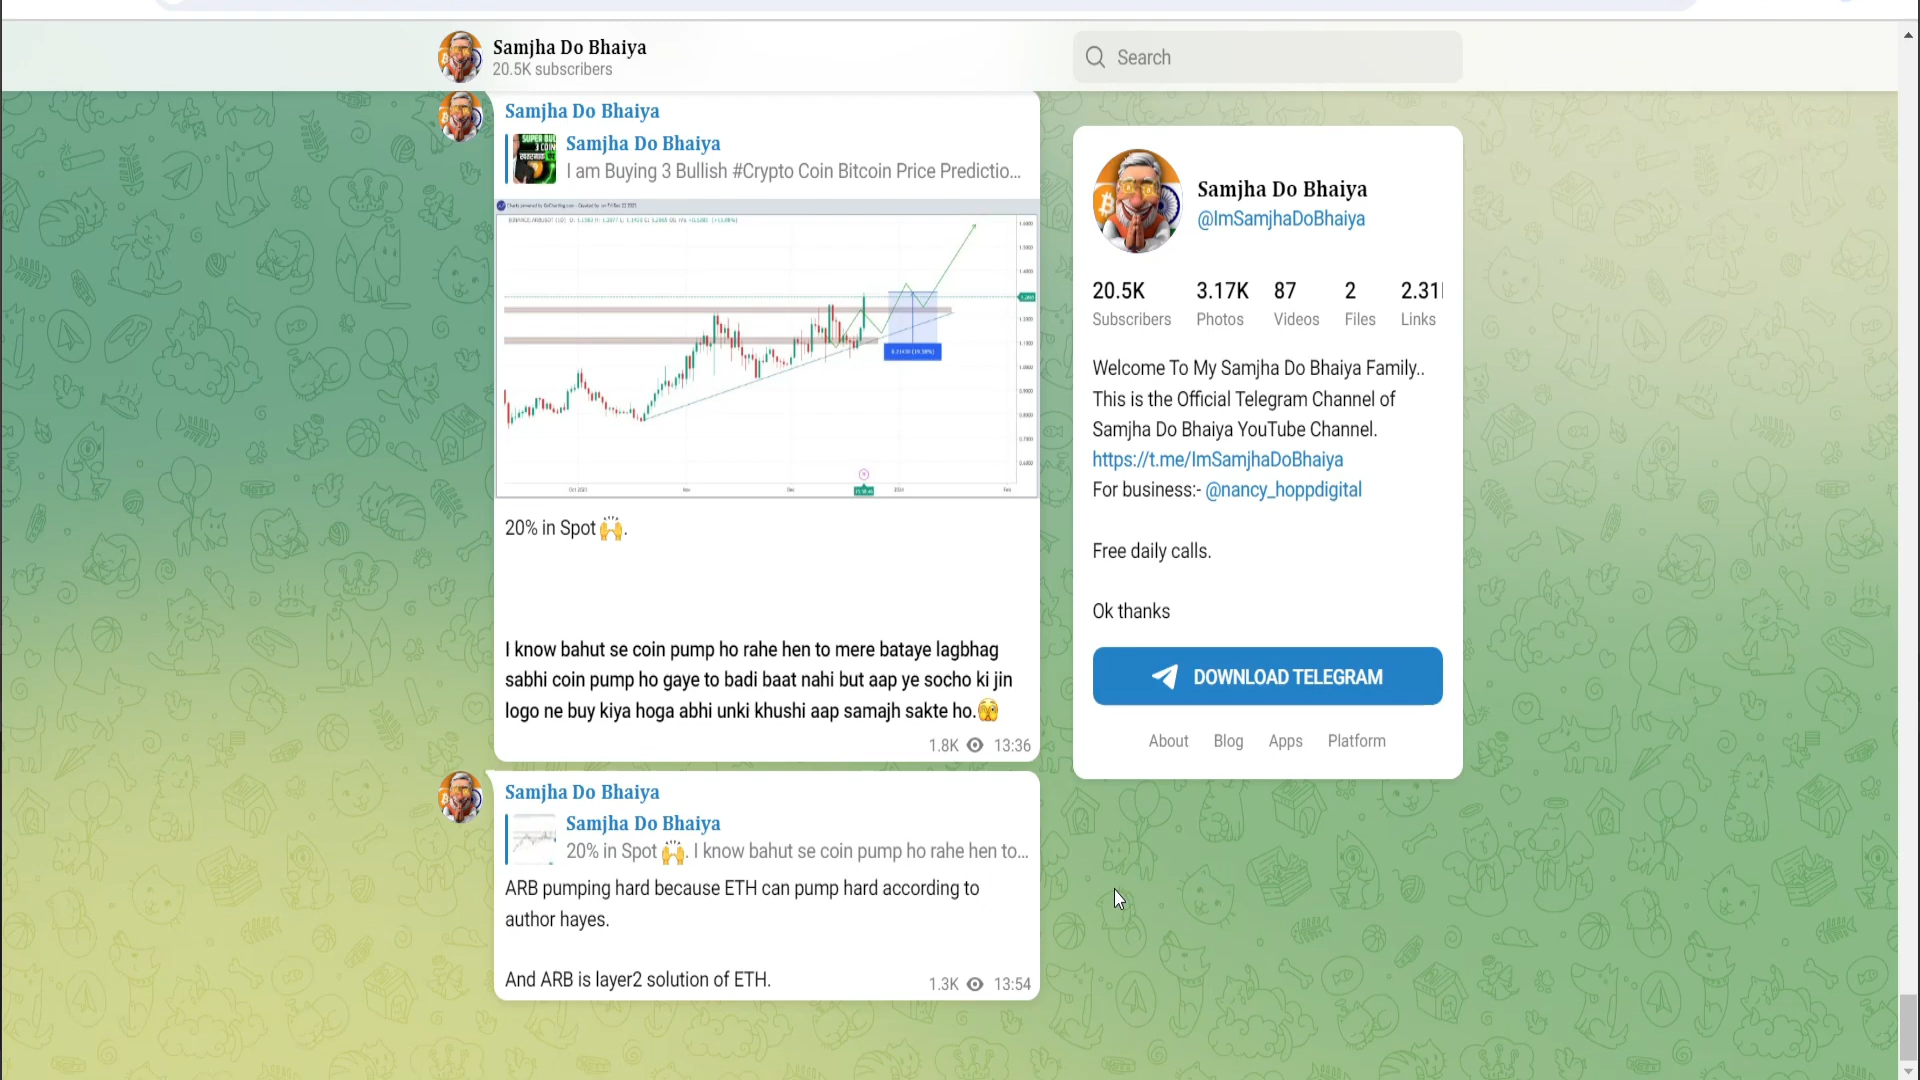 Samjha Do Bhaiya
20.5K subscribers
Search
Samjha Do Bhaiya
Samjha Do Bhaiya
I am Buying 3 Bullish #Crypto Coin Bitcoin Price Predictio...
20% in Spot 🙌.
I know bahut se coin pump ho rahe hen to mere bataye lagbhag
sabhi coin pump ho gaye to badi baat nahi but aap ye socho ki jin
logo ne buy kiya hoga abhi unki khushi aap samajh sakte ho.🫣
1.8K 13:36
Samjha Do Bhaiya
Samjha Do Bhaiya
20% in Spot 🙌. I know bahut se coin pump ho rahe hen to...
ARB pumping hard because ETH can pump hard according to
author hayes.
And ARB is layer2 solution of ETH.
1.3K 13:54
Samjha Do Bhaiya
@ImSamjhaDoBhaiya
20.5K 3.17K 87 2 2.31
Subscribers Photos Videos Files Links
Welcome To My Samjha Do Bhaiya Family..
This is the Official Telegram Channel of
Samjha Do Bhaiya YouTube Channel.
https://t.me/ImSamjhaDoBhaiya
For business:- @nancy_hoppdigital
Free daily calls.
Ok thanks
DOWNLOAD TELEGRAM
About Blog Apps Platform